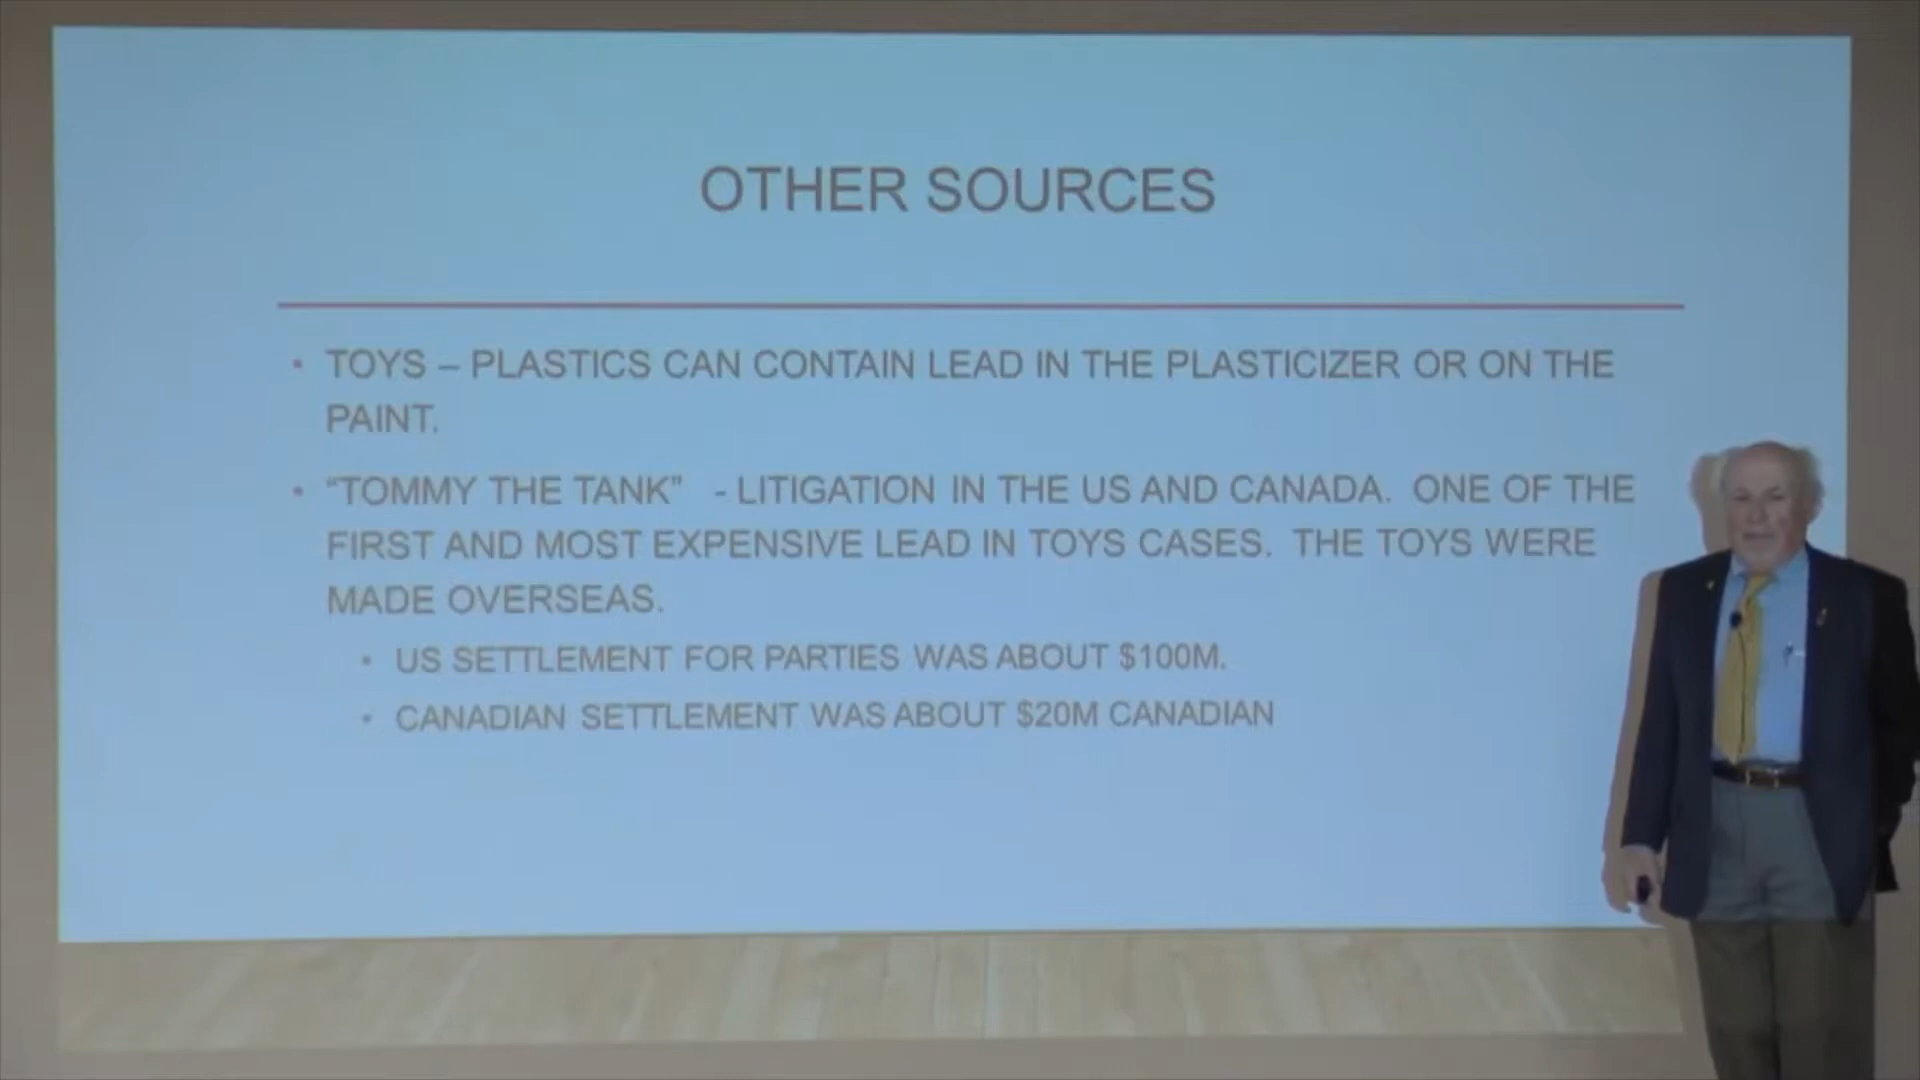 OTHER SOURCES
• TOYS – PLASTICS CAN CONTAIN LEAD IN THE PLASTICIZER OR ON THE
PAINT.
• “TOMMY THE TANK” - LITIGATION IN THE US AND CANADA. ONE OF THE
FIRST AND MOST EXPENSIVE LEAD IN TOYS CASES. THE TOYS WERE
MADE OVERSEAS.
• US SETTLEMENT FOR PARTIES WAS ABOUT $100M.
• CANADIAN SETTLEMENT WAS ABOUT $20M CANADIAN